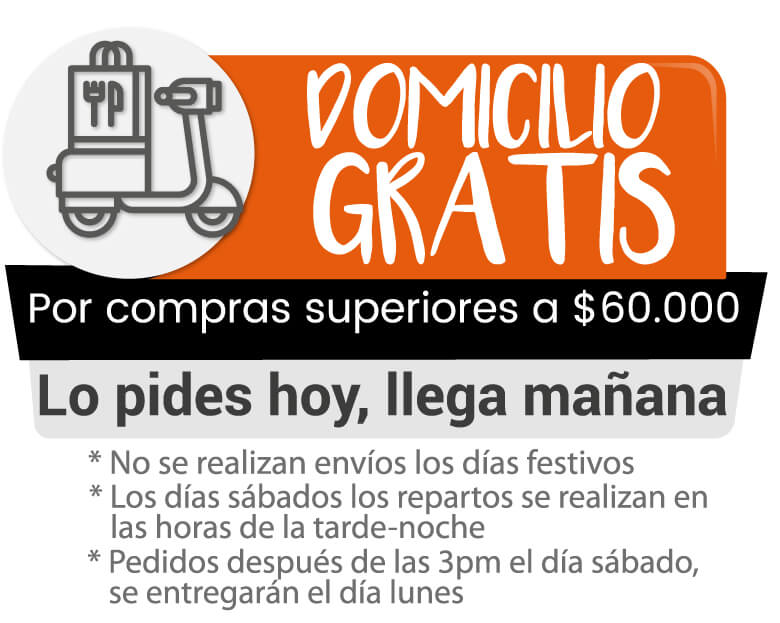 DOMICILIO
GRATIS
Por compras superiores a $60.000
Lo pides hoy, llega mañana
* No se realizan envíos los días festivos
* Los días sábados los repartos se realizan en
las horas de la tarde-noche
* Pedidos después de las 3pm el día sábado,
se entregarán el día lunes